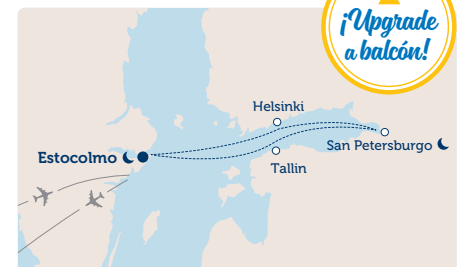 ¡Upgrade
a balcón!
Helsinki
Estocolmo
San Petersburgo
Tallin